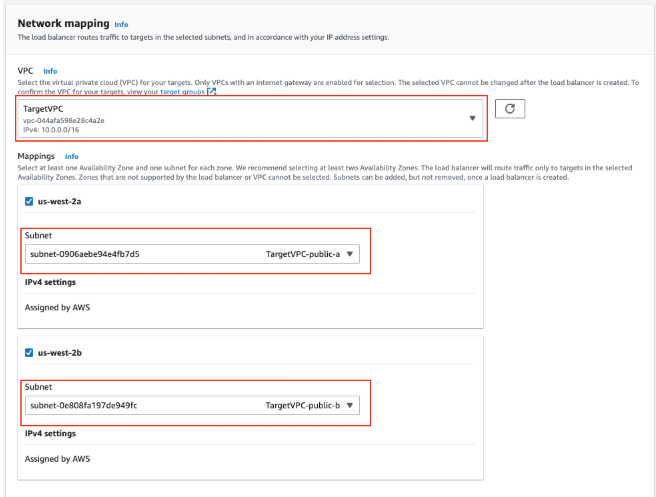 Network mapping Info
The load balancer routes traffic to targets in the selected subnets, and in accordance with your IP address settings.
VPC Info
Select the virtual private cloud (VPC) for your targets. Only VPCs with an internet gateway are enabled for selection. The selected VPC cannot be changed after the load balancer is created. To
confirm the VPC for your targets, view your target groups
TargetVPC
vpc-044afa598e28c4a2e
IPv4: 10.0.0.0/16
Mappings Info
Select at least one Availability Zone and one subnet for each zone. We recommend selecting at least two Availability Zones. The load balancer will route traffic only to targets in the selected
Availability Zones. Zones that are not supported by the load balancer or VPC cannot be selected. Subnets can be added, but not removed, once a load balancer is created.
us-west-2a
Subnet
subnet-0906aebe94e4fb7d5 TargetVPC-public-a
IPv4 settings
Assigned by AWS
us-west-2b
Subnet
subnet-0e808fa197de949fc TargetVPC-public-b
IPv4 settings
Assigned by AWS